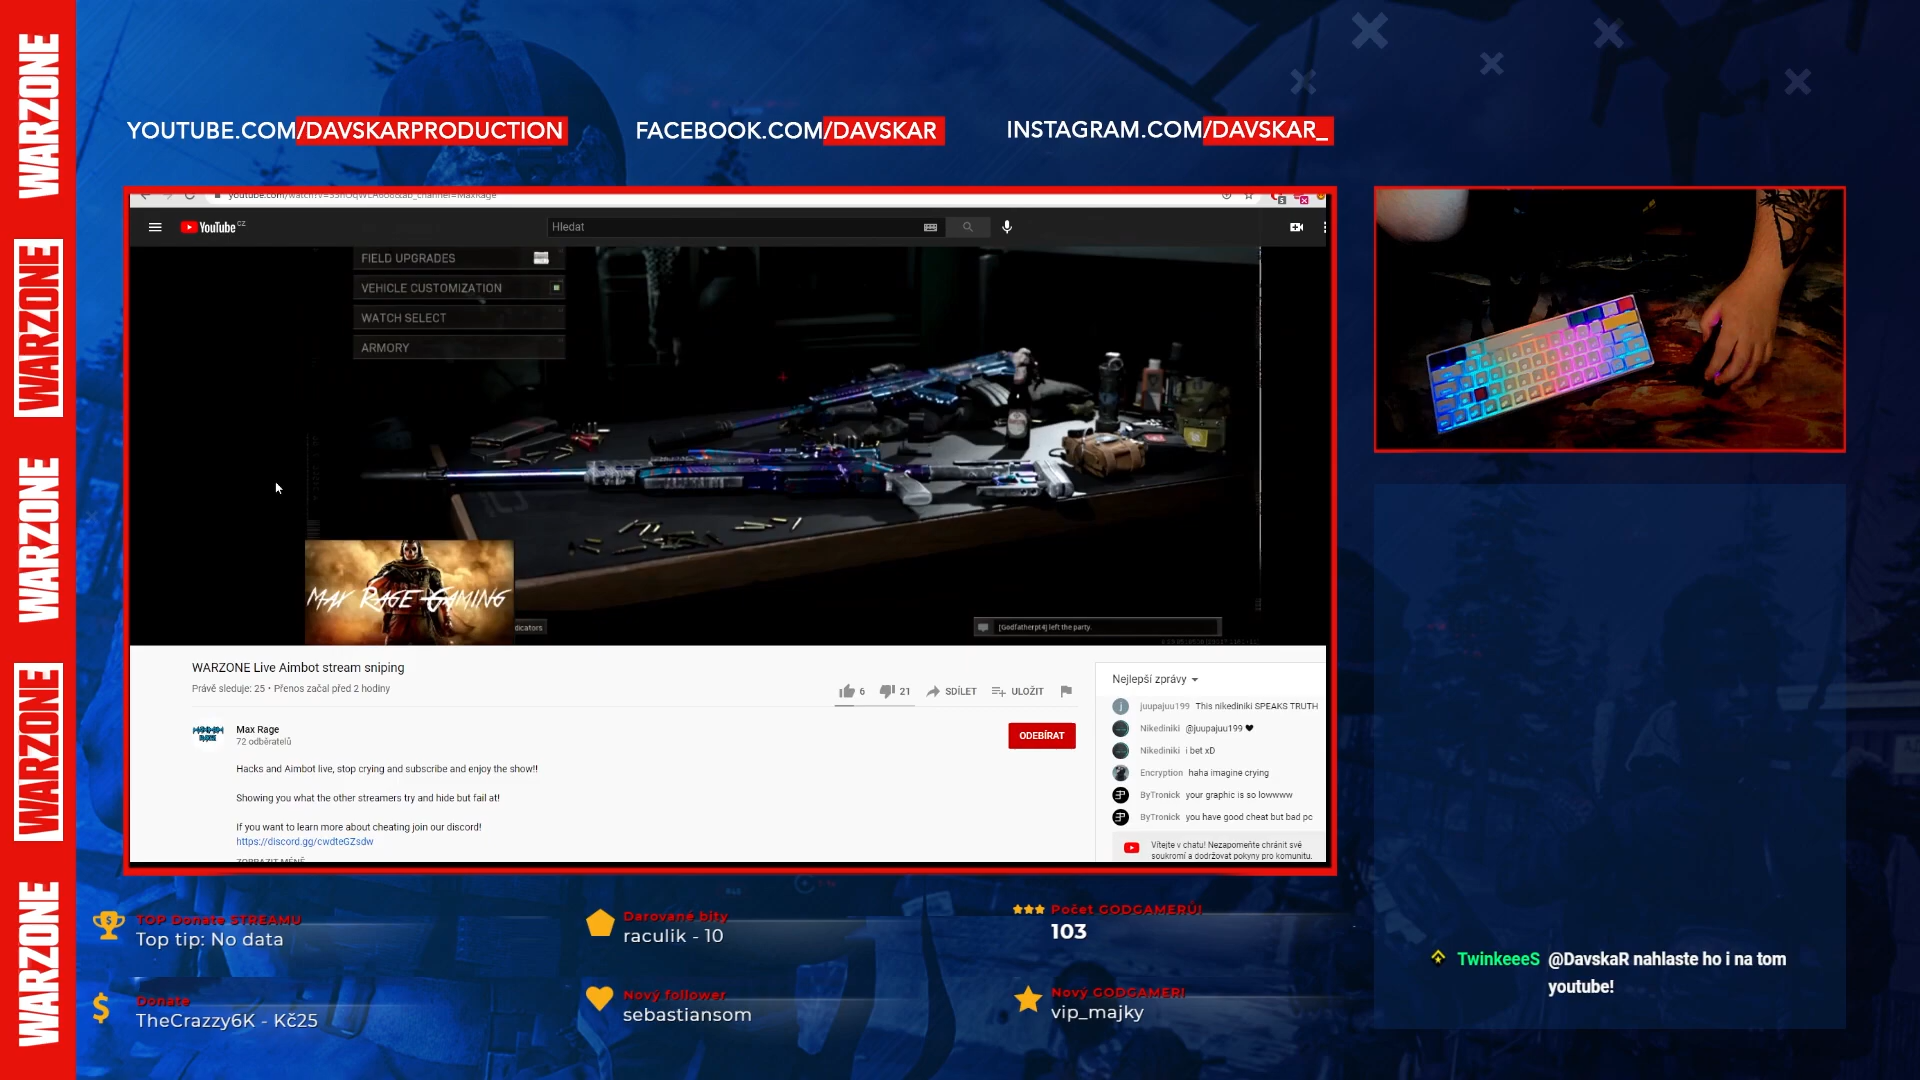 WARZONE
WARZONE
WARZONE
WARZONE
WARZONE
YOUTUBE.COM/DAVSKARPRODUCTION
FACEBOOK.COM/DAVSKAR
INSTAGRAM.COM/DAVSKAR_
YouTube CZ
Hledat
FIELD UPGRADES
VEHICLE CUSTOMIZATION
WATCH SELECT
ARMORY
MAX RAGE GAMING
dicators
[Godfatherpt4] left the party.
WARZONE Live Aimbot stream sniping
Právě sleduje: 25 • Přenos začal před 2 hodiny
6
21
SDÍLET
ULOŽIT
Max Rage
72 odběratelů
ODEBÍRAT
Hacks and Aimbot live, stop crying and subscribe and enjoy the show!!
Showing you what the other streamers try and hide but fail at!
If you want to learn more about cheating join our discord!
https://discord.gg/cwdteGZsdw
ZOBRAZIT MÉNĚ
Nejlepší zprávy
juupajuu199 This nikediniki SPEAKS TRUTH
Nikediniki @juupajuu199 ♥
Nikediniki i bet xD
Encryption haha imagine crying
ByTronick your graphic is so lowwww
ByTronick you have good cheat but bad pc
Vítejte v chatu! Nezapomeňte chránit své
soukromí a dodržovat pokyny pro komunitu.
TOP Donate STREAMU
Top tip: No data
Darované bity
raculik - 10
Počet GODGAMERŮ!
103
Donate
TheCrazzy6K - Kč25
Nový follower
sebastiansom
Nový GODGAMER!
vip_majky
TwinkeeeS @DavskaR nahlaste ho i na tom
youtube!